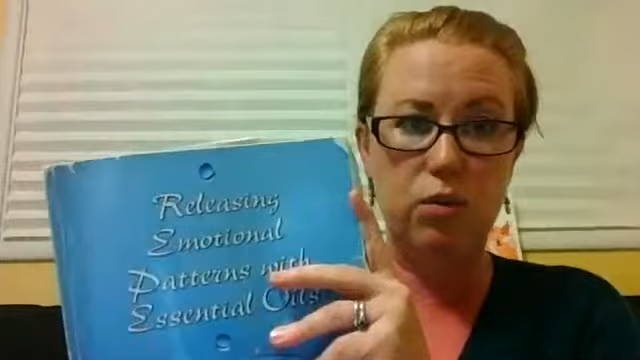 Releasing
Emotional
Patterns with
Essential Oils